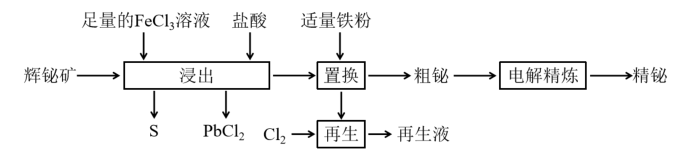 足量的FeCl3溶液 盐酸 适量铁粉
辉铋矿 浸出 置换 粗铋 电解精炼 精铋
S PbCl2 Cl2 再生 再生液